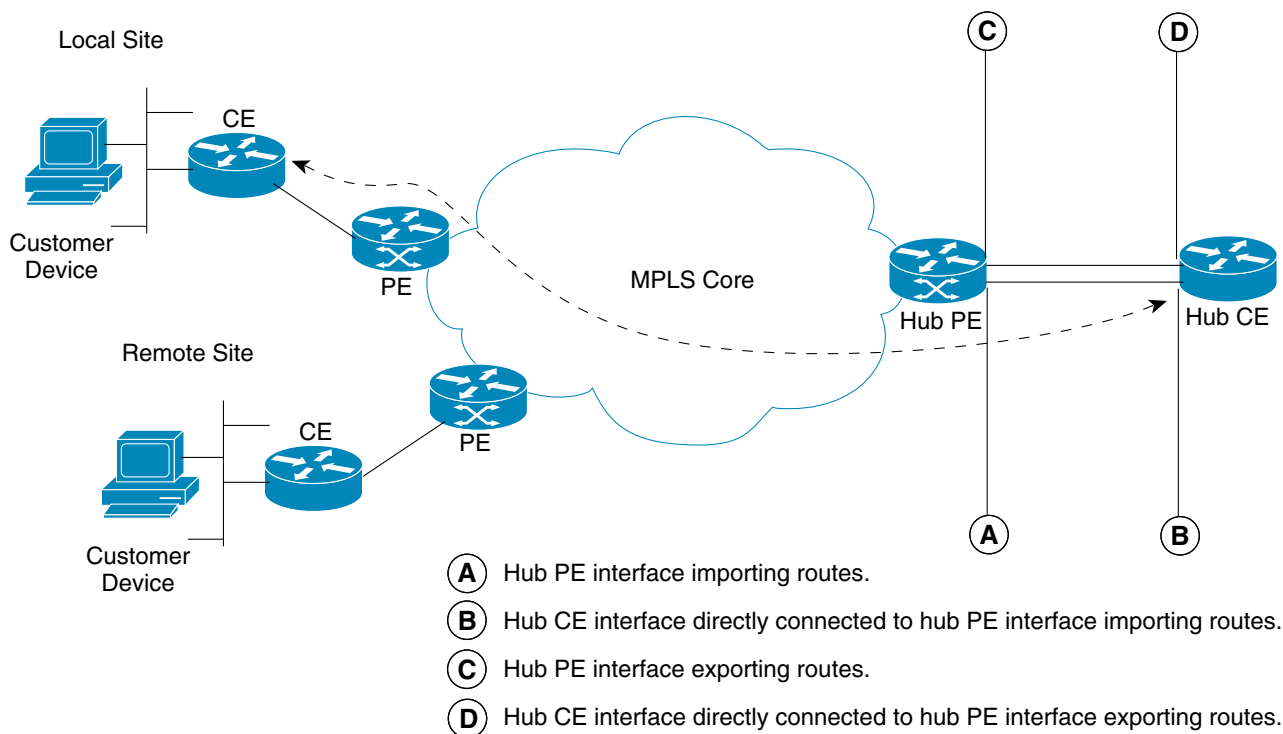 C
D
Local Site
CE
Customer
Device
PE
MPLS Core
Hub PE
Hub CE
Remote Site
CE
PE
Customer
Device
A
B
A Hub PE interface importing routes.
B Hub CE interface directly connected to hub PE interface importing routes.
C Hub PE interface exporting routes.
D Hub CE interface directly connected to hub PE interface exporting routes.